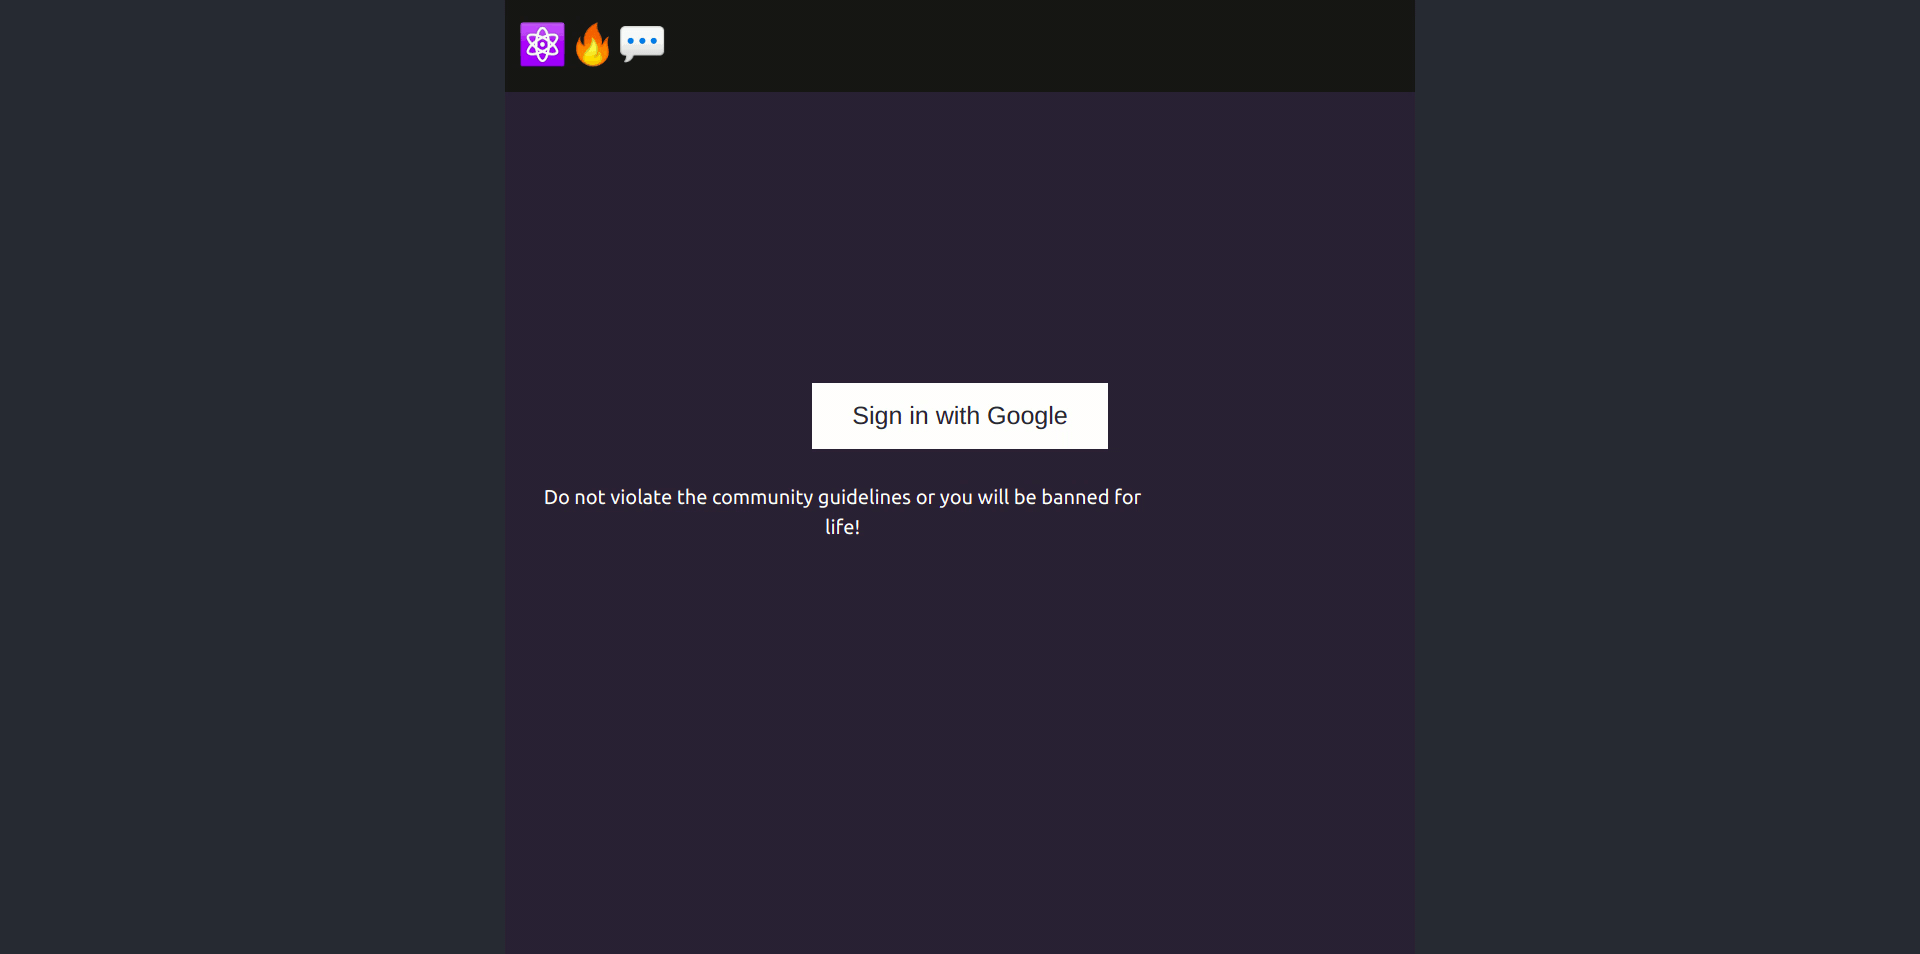 Sign in with Google
Do not violate the community guidelines or you will be banned for
life!